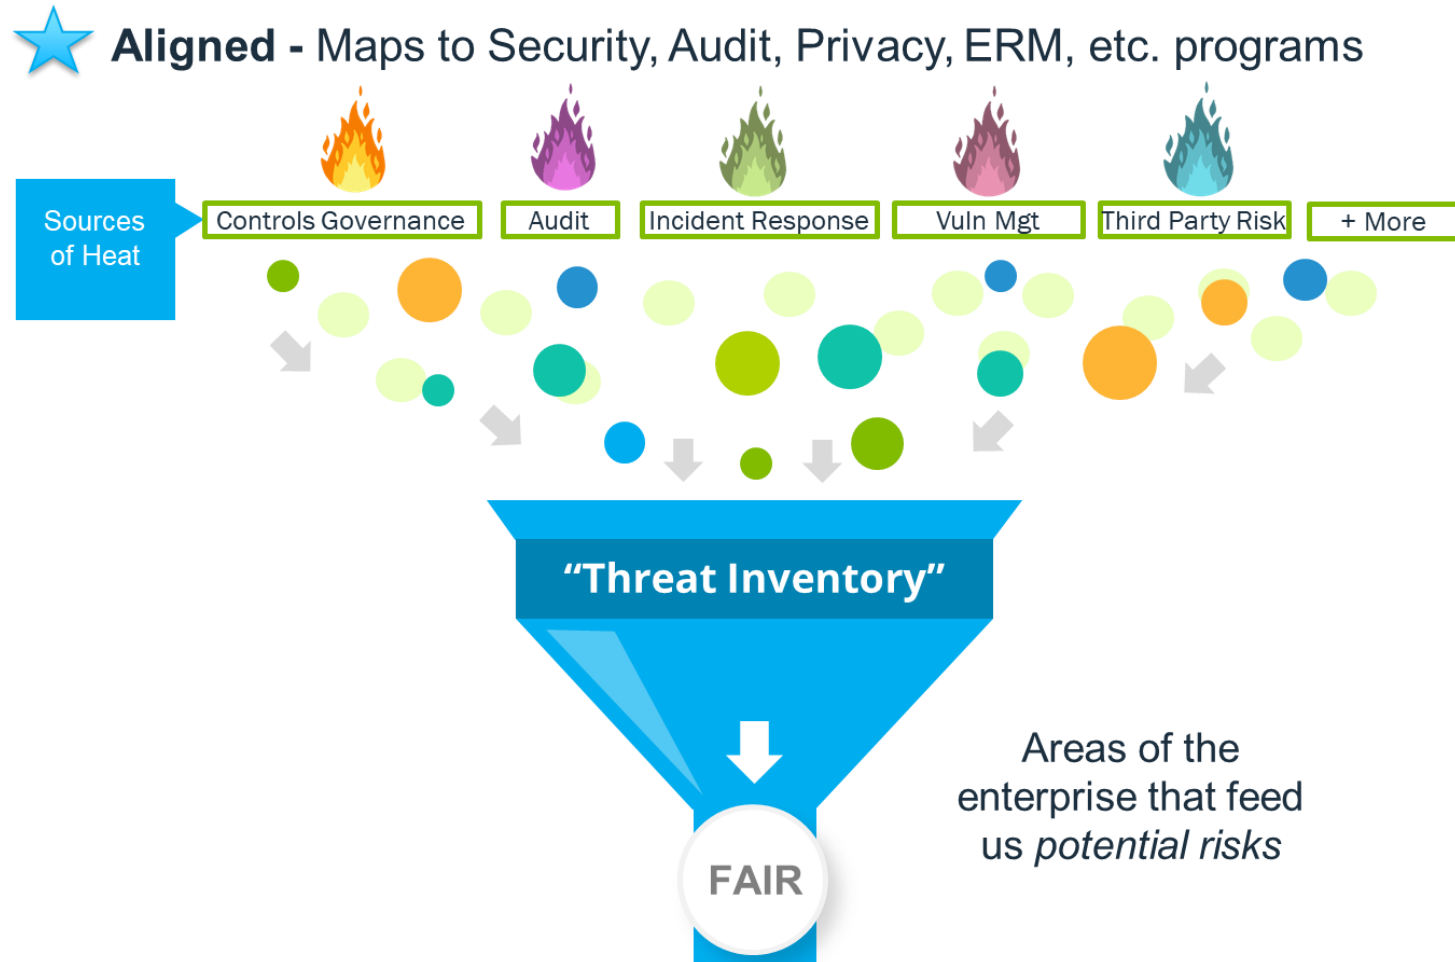 Aligned - Maps to Security, Audit, Privacy, ERM, etc. programs
Sources
of Heat
Controls Governance
Audit
Incident Response
Vuln Mgt
Third Party Risk
+ More
“Threat Inventory”
Areas of the
enterprise that feed
us potential risks
FAIR